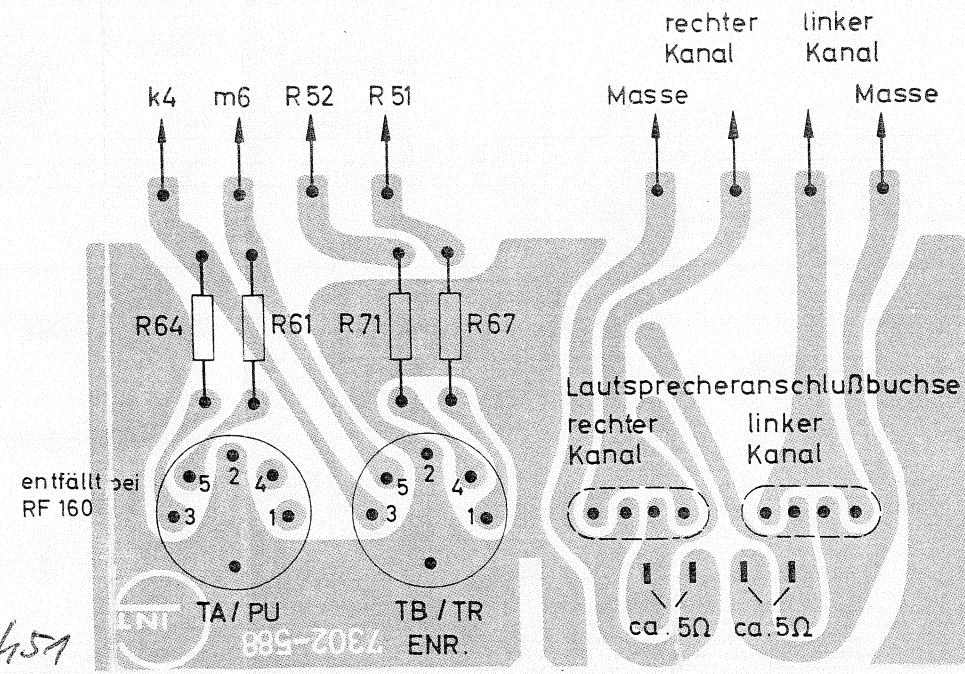 rechter
Kanal
linker
Kanal
k4 m6 R52 R51
Masse
Masse
R64 R61 R71 R67
Lautsprecheranschlußbuchse
rechter
Kanal
linker
Kanal
entfällt bei
RF 160
5 2 4
3 1
5 2 4
3 1
TA / PU
TB / TR
ENR.
ca. 5Ω ca. 5Ω
7302-588